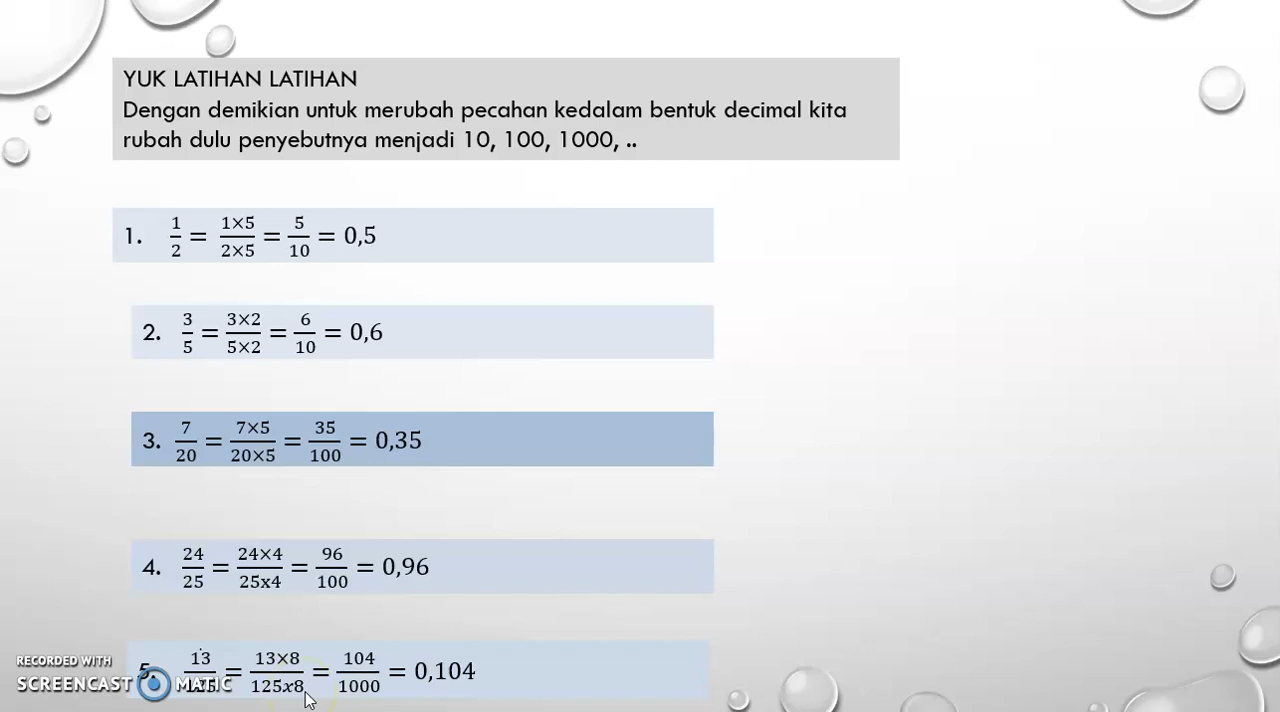 YUK LATIHAN LATIHAN
Dengan demikian untuk merubah pecahan kedalam bentuk decimal kita
rubah dulu penyebutnya menjadi 10, 100, 1000, ..
1. 1/2 = 1×5/2×5 = 5/10 = 0,5
2. 3/5 = 3×2/5×2 = 6/10 = 0,6
3. 7/20 = 7×5/20×5 = 35/100 = 0,35
4. 24/25 = 24×4/25x4 = 96/100 = 0,96
5. 13/125 = 13×8/125x8 = 104/1000 = 0,104
RECORDED WITH
SCREENCAST MATIC